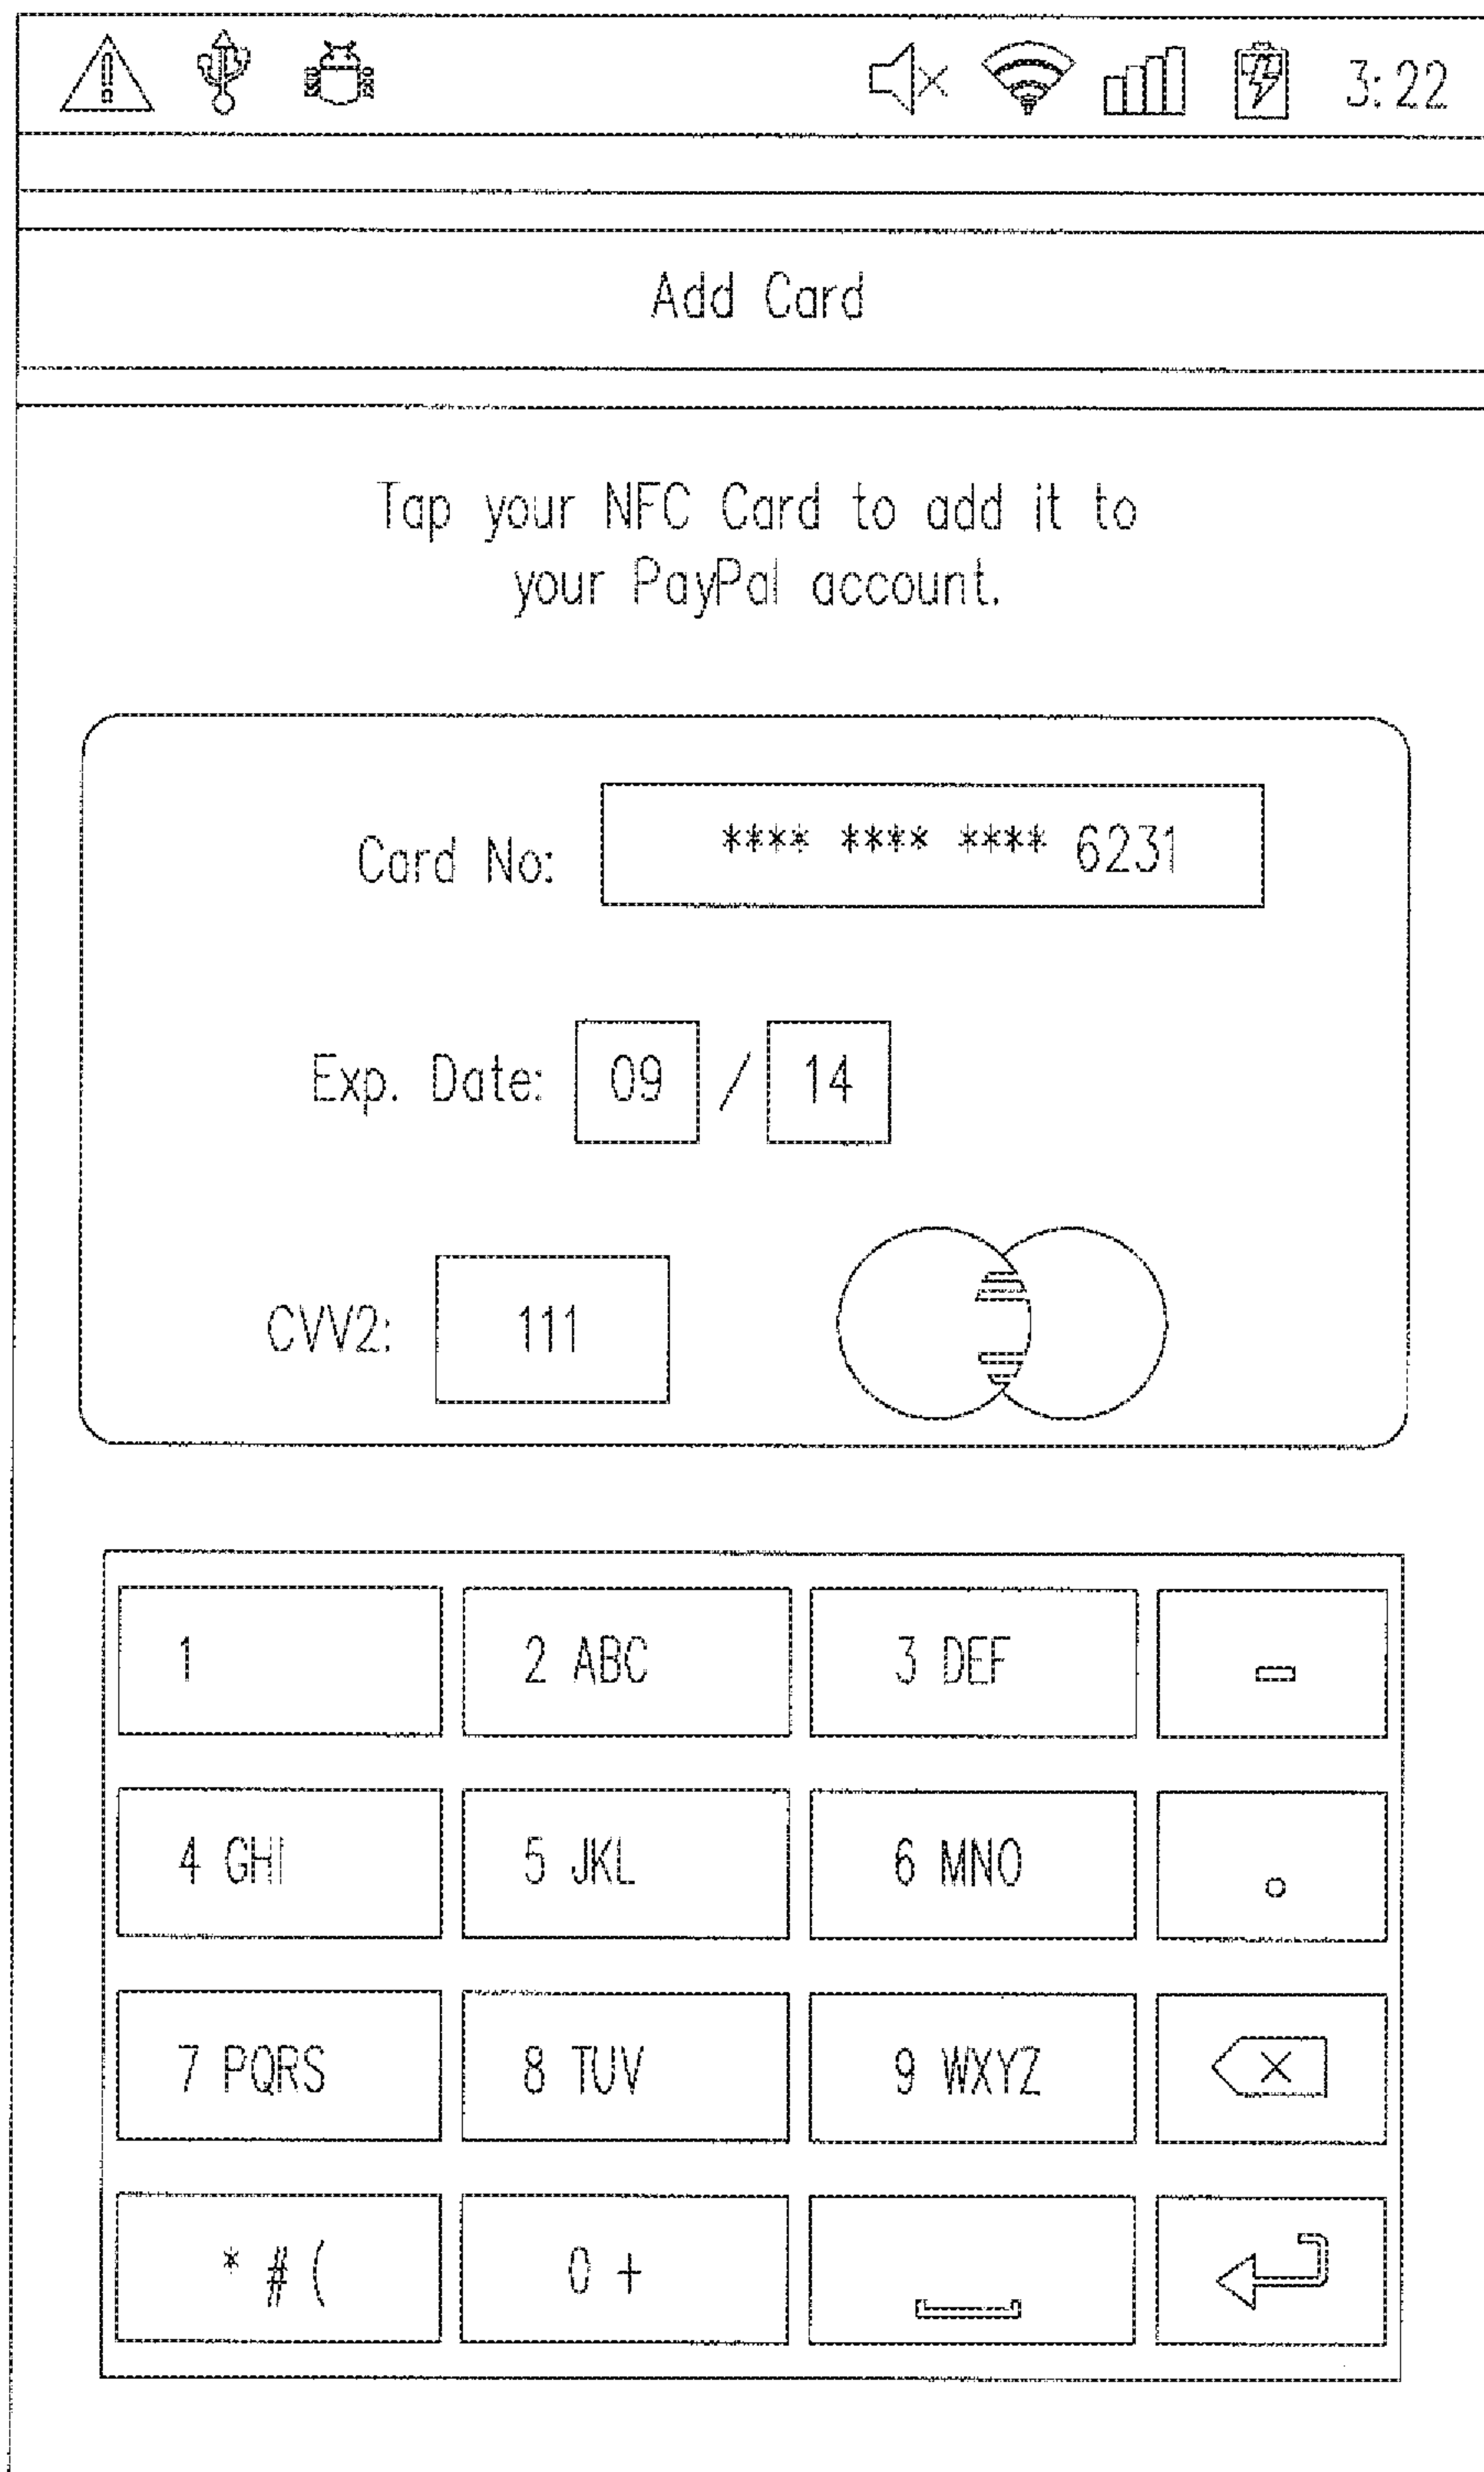 3:22
Add Card
Tap your NFC Card to add it to
your PayPal account.
Card No: **** **** **** 6231
Exp. Date: 09 / 14
CVV2: 111
1 2 ABC 3 DEF -
4 GHI 5 JKL 6 MNO .
7 PQRS 8 TUV 9 WXYZ
* # ( 0 +